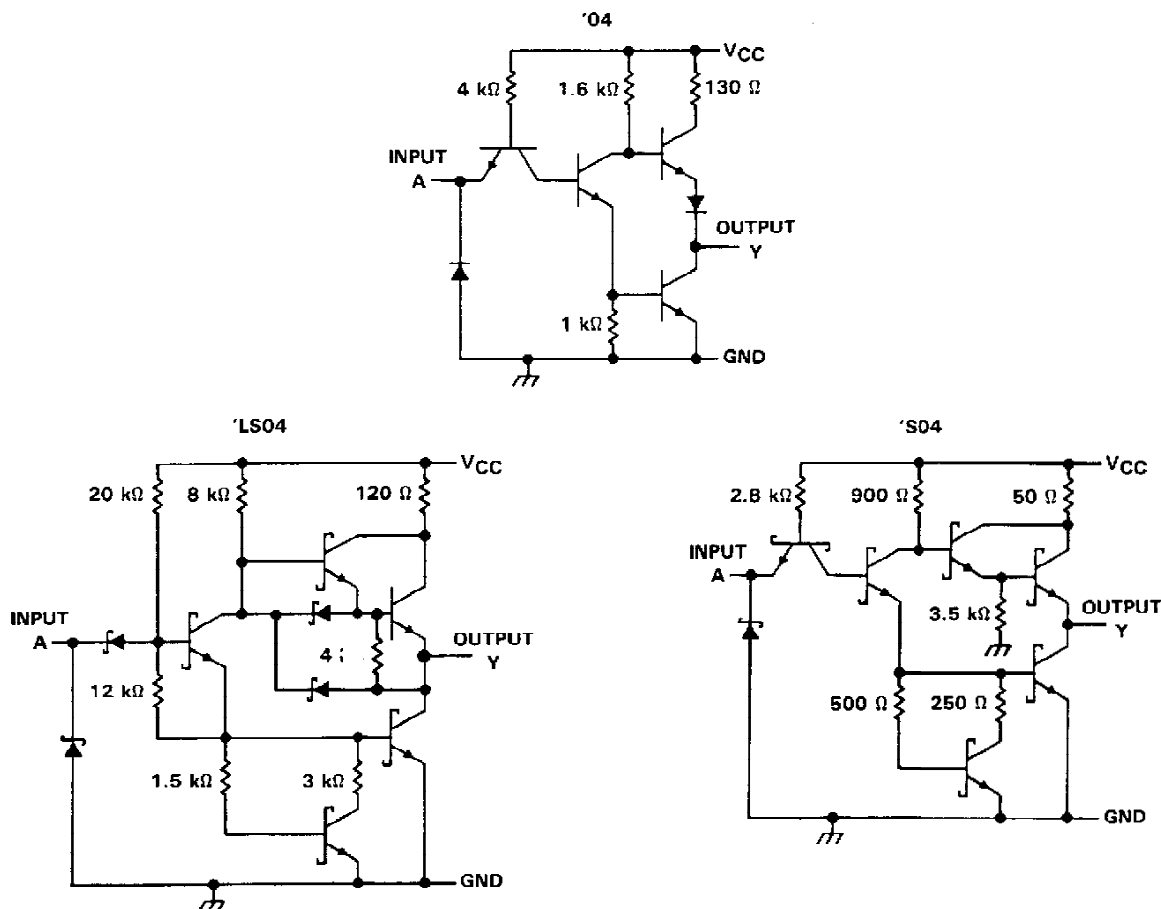 '04
VCC
4 kΩ
1.6 kΩ
130 Ω
INPUT
A
OUTPUT
Y
1 kΩ
GND
'LS04
VCC
20 kΩ
8 kΩ
120 Ω
INPUT
A
OUTPUT
Y
12 kΩ
1.5 kΩ
3 kΩ
GND
'S04
VCC
2.8 kΩ
900 Ω
50 Ω
INPUT
A
3.5 kΩ
OUTPUT
Y
500 Ω
250 Ω
GND